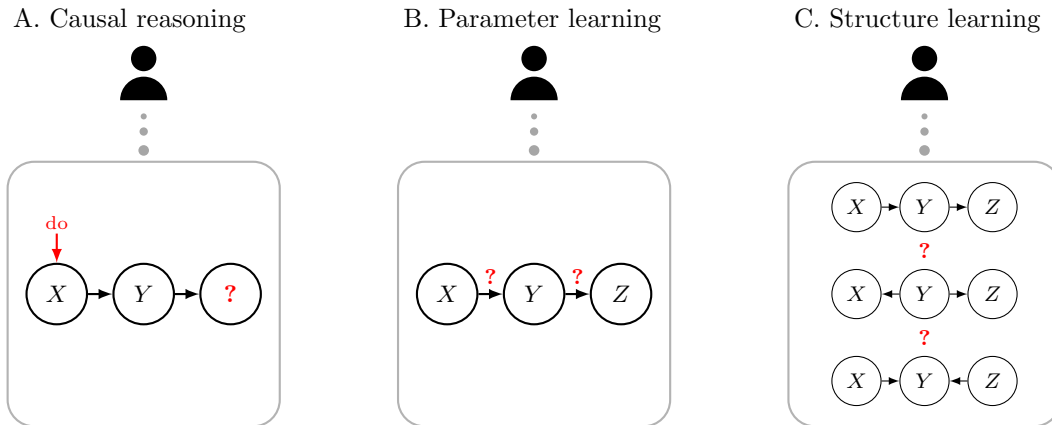 A. Causal reasoning
do
X Y ?
B. Parameter learning
? ?
X Y Z
C. Structure learning
X Y Z
?
X Y Z
?
X Y Z